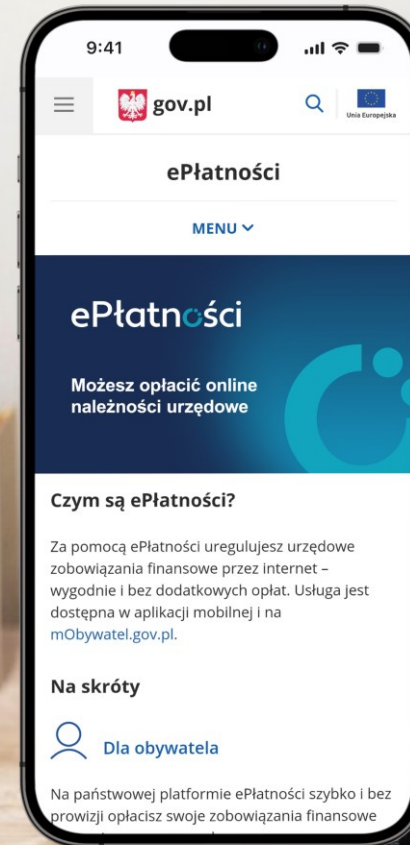 9:41
gov.pl
Unia Europejska
ePłatności
MENU
ePłatności
Możesz opłacić online
należności urzędowe
Czym są ePłatności?
Za pomocą ePłatności uregulujesz urzędowe
zobowiązania finansowe przez internet –
wygodnie i bez dodatkowych opłat. Usługa jest
dostępna w aplikacji mobilnej i na
mObywatel.gov.pl.
Na skróty
Dla obywatela
Na państwowej platformie ePłatności szybko i bez
prowizji opłacisz swoje zobowiązania finansowe